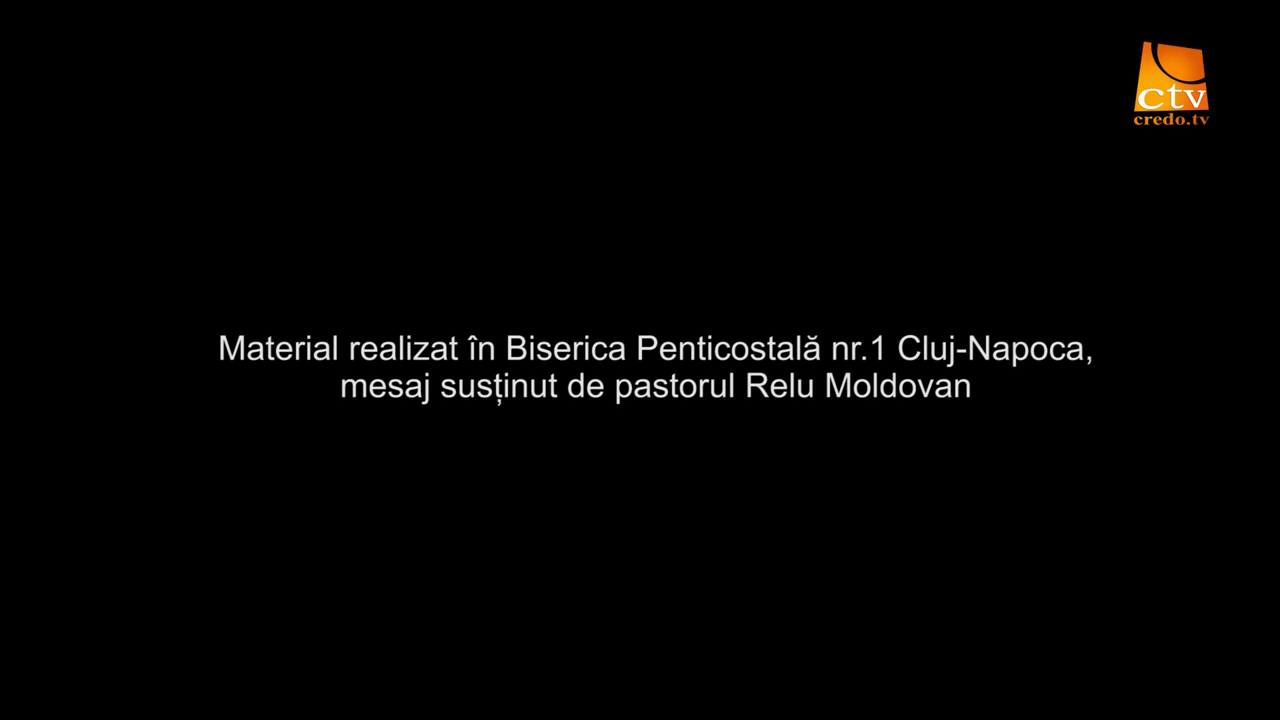 ctv
credo.tv
Material realizat în Biserica Penticostală nr.1 Cluj-Napoca,
mesaj susținut de pastorul Relu Moldovan